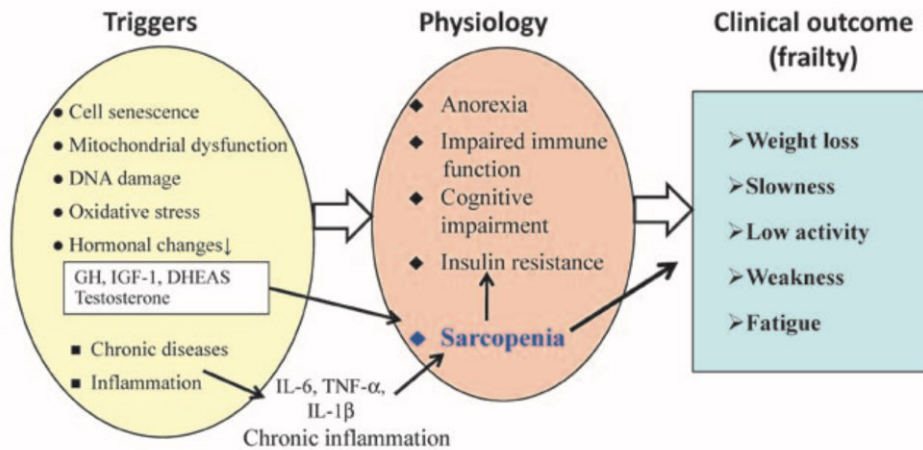 Triggers
● Cell senescence
● Mitochondrial dysfunction
● DNA damage
● Oxidative stress
● Hormonal changes↓
GH, IGF-1, DHEAS
Testosterone
■ Chronic diseases
■ Inflammation
IL-6, TNF-α,
IL-1β
Chronic inflammation
Physiology
◆ Anorexia
◆ Impaired immune
function
◆ Cognitive
impairment
◆ Insulin resistance
◆ Sarcopenia
Clinical outcome
(frailty)
➢Weight loss
➢Slowness
➢Low activity
➢Weakness
➢Fatigue